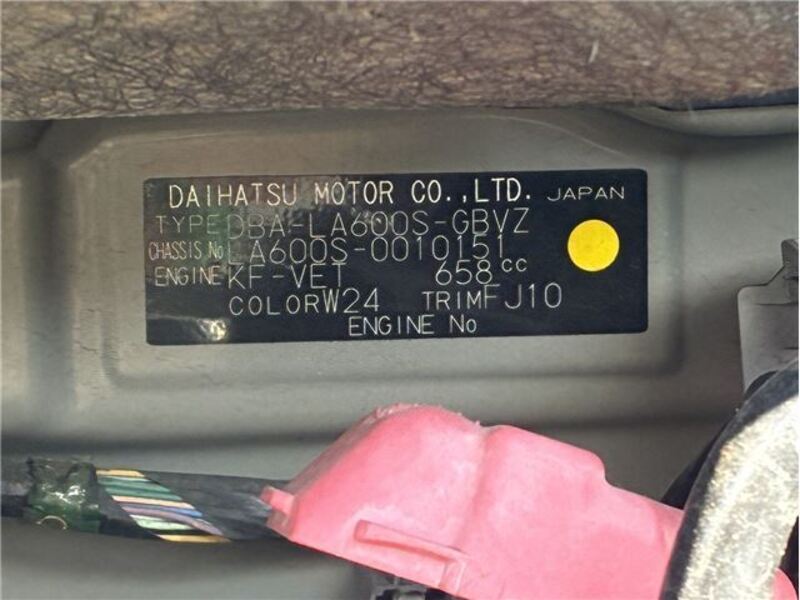 DAIHATSU MOTOR CO.,LTD. JAPAN
TYPE DBA-LA600S-GBVZ
CHASSIS No LA600S-0010151
ENGINE KF-VET 658cc
COLOR W24 TRIM FJ10
ENGINE No